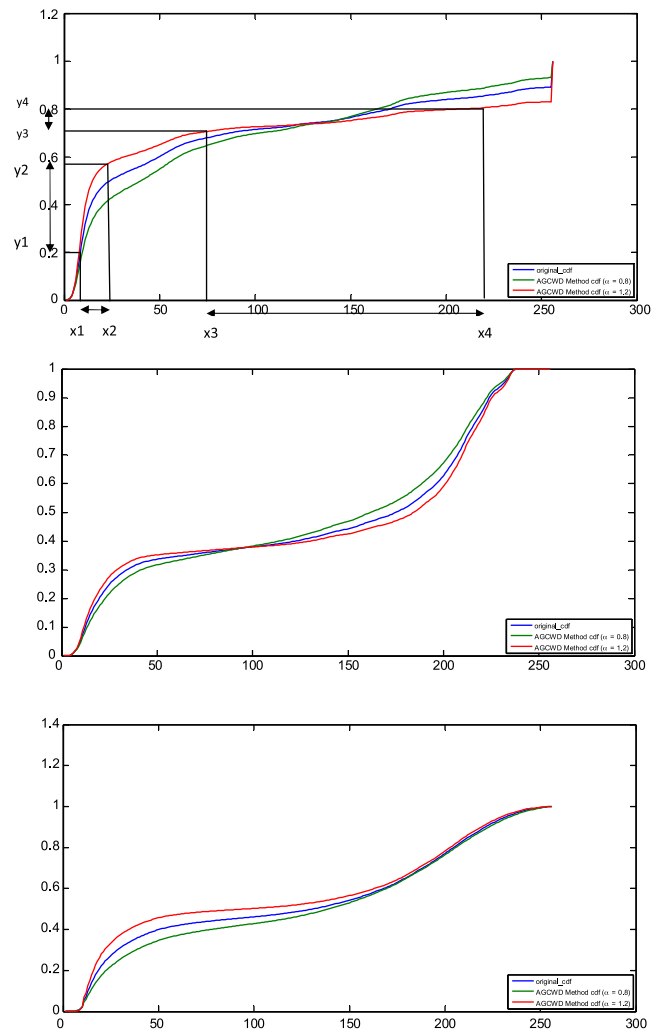 1.2
1
y4
0.8
y3
0.6
y2
0.4
y1
0.2
0
original_cdf
AGCWD Method cdf (α = 0.8)
AGCWD Method cdf (α = 1.2)
0 50 100 150 200 250 300
x1 x2 x3 x4
1
0.9
0.8
0.7
0.6
0.5
0.4
0.3
0.2
0.1
0
original_cdf
AGCWD Method cdf (α = 0.8)
AGCWD Method cdf (α = 1.2)
0 50 100 150 200 250 300
1.4
1.2
1
0.8
0.6
0.4
0.2
0
original_cdf
AGCWD Method cdf (α = 0.8)
AGCWD Method cdf (α = 1.2)
0 50 100 150 200 250 300